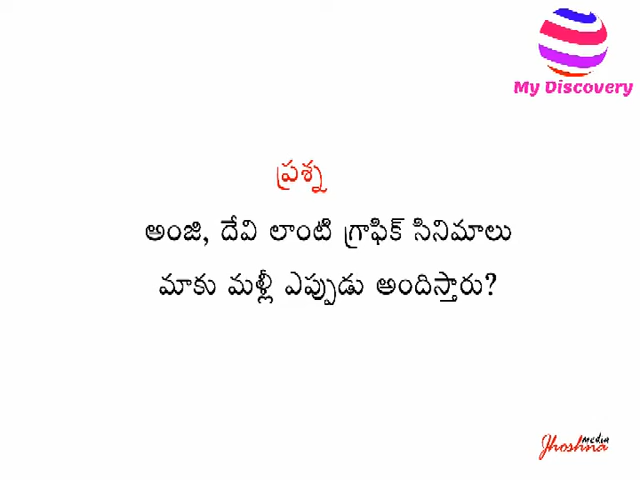 My Discovery
ప్రశ్న
అంజి, దేవి లాంటి గ్రాఫిక్ సినిమాలు
మాకు మళ్లీ ఎప్పుడు అందిస్తారు?
MEDIA
Jhoshna